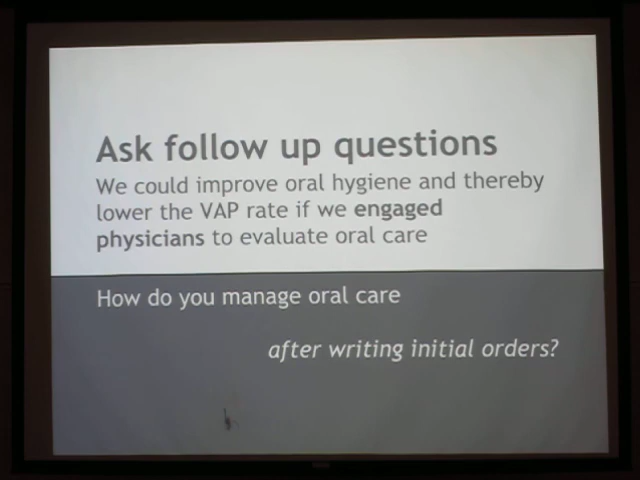 Ask follow up questions
We could improve oral hygiene and thereby
lower the VAP rate if we engaged
physicians to evaluate oral care
How do you manage oral care
after writing initial orders?